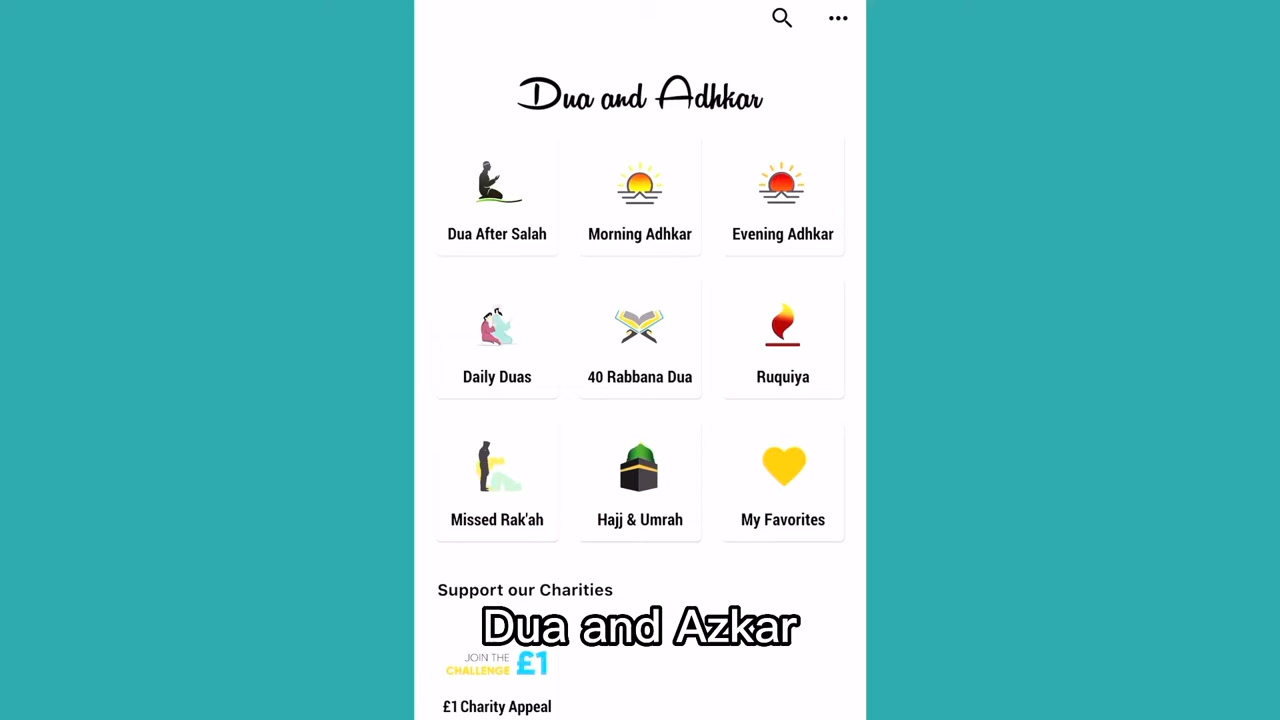 Dua and Adhkar
Dua After Salah
Morning Adhkar
Evening Adhkar
Daily Duas
40 Rabbana Dua
Ruquiya
Missed Rak'ah
Hajj & Umrah
My Favorites
Support our Charities
Dua and Azkar
JOIN THE
CHALLENGE £1
£1 Charity Appeal